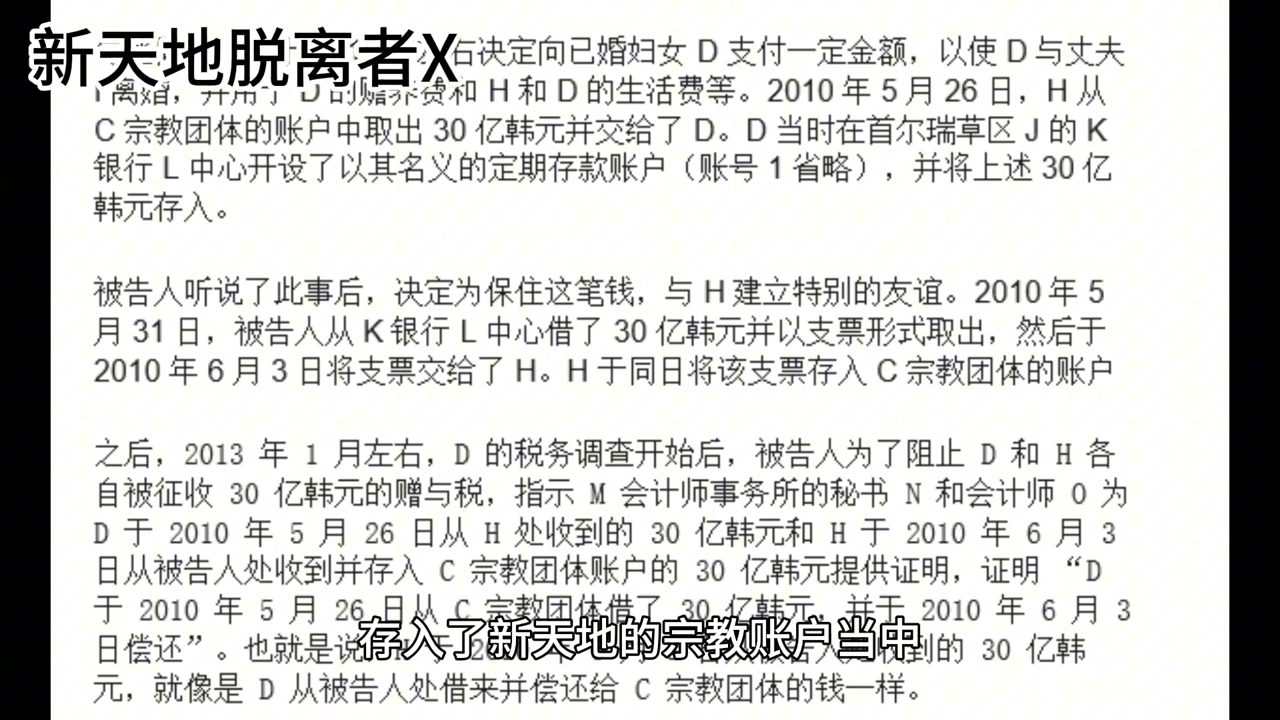 新天地脱离者X
右决定向已婚妇女 D 支付一定金额，以使 D 与丈夫
离婚，并用于 D 的赡养费和 H 和 D 的生活费等。2010 年 5 月 26 日，H 从
C 宗教团体的账户中取出 30 亿韩元并交给了 D。D 当时在首尔瑞草区 J 的 K
银行 L 中心开设了以其名义的定期存款账户（账号 1 省略），并将上述 30 亿
韩元存入。
被告人听说了此事后，决定为保住这笔钱，与 H 建立特别的友谊。2010 年 5
月 31 日，被告人从 K 银行 L 中心借了 30 亿韩元并以支票形式取出，然后于
2010 年 6 月 3 日将支票交给了 H。H 于同日将该支票存入 C 宗教团体的账户
之后，2013 年 1 月左右，D 的税务调查开始后，被告人为了阻止 D 和 H 各
自被征收 30 亿韩元的赠与税，指示 M 会计师事务所的秘书 N 和会计师 O 为
D 于 2010 年 5 月 26 日从 H 处收到的 30 亿韩元和 H 于 2010 年 6 月 3
日从被告人处收到并存入 C 宗教团体账户的 30 亿韩元提供证明，证明 “D
于 2010 年 5 月 26 日从 C 宗教团体借了 30 亿韩元，并于 2010 年 6 月 3
日偿还”。也就是说 于 收到的 30 亿韩
存入了新天地的宗教账户当中
元，就像是 D 从被告人处借来并偿还给 C 宗教团体的钱一样。